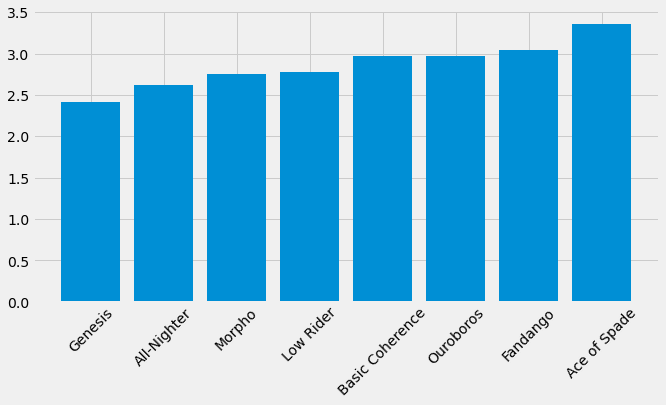 3.5
3.0
2.5
2.0
1.5
1.0
0.5
0.0
Genesis
All-Nighter
Morpho
Low Rider
Basic Coherence
Ouroboros
Fandango
Ace of Spade